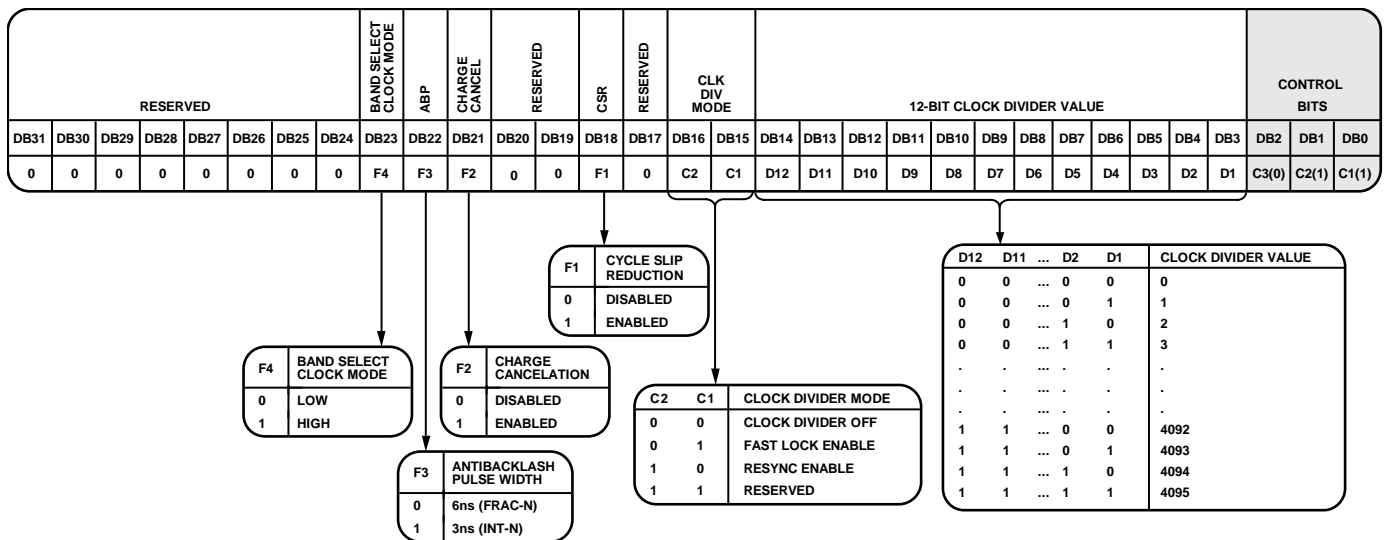 RESERVED
BAND SELECT
CLOCK MODE
ABP
CHARGE
CANCEL
RESERVED
CSR
RESERVED
CLK
DIV
MODE
12-BIT CLOCK DIVIDER VALUE
CONTROL
BITS
DB31 DB30 DB29 DB28 DB27 DB26 DB25 DB24 DB23 DB22 DB21 DB20 DB19 DB18 DB17 DB16 DB15 DB14 DB13 DB12 DB11 DB10 DB9 DB8 DB7 DB6 DB5 DB4 DB3 DB2 DB1 DB0
0 0 0 0 0 0 0 0 F4 F3 F2 0 0 F1 0 C2 C1 D12 D11 D10 D9 D8 D7 D6 D5 D4 D3 D2 D1 C3(0) C2(1) C1(1)
F1 CYCLE SLIP
REDUCTION
0 DISABLED
1 ENABLED
F4 BAND SELECT
CLOCK MODE
0 LOW
1 HIGH
F2 CHARGE
CANCELATION
0 DISABLED
1 ENABLED
F3 ANTIBACKLASH
PULSE WIDTH
0 6ns (FRAC-N)
1 3ns (INT-N)
C2 C1 CLOCK DIVIDER MODE
0 0 CLOCK DIVIDER OFF
0 1 FAST LOCK ENABLE
1 0 RESYNC ENABLE
1 1 RESERVED
D12 D11 ... D2 D1 CLOCK DIVIDER VALUE
0 0 ... 0 0 0
0 0 ... 0 1 1
0 0 ... 1 0 2
0 0 ... 1 1 3
. . ... . . .
. . ... . . .
. . ... . . .
1 1 ... 0 0 4092
1 1 ... 0 1 4093
1 1 ... 1 0 4094
1 1 ... 1 1 4095